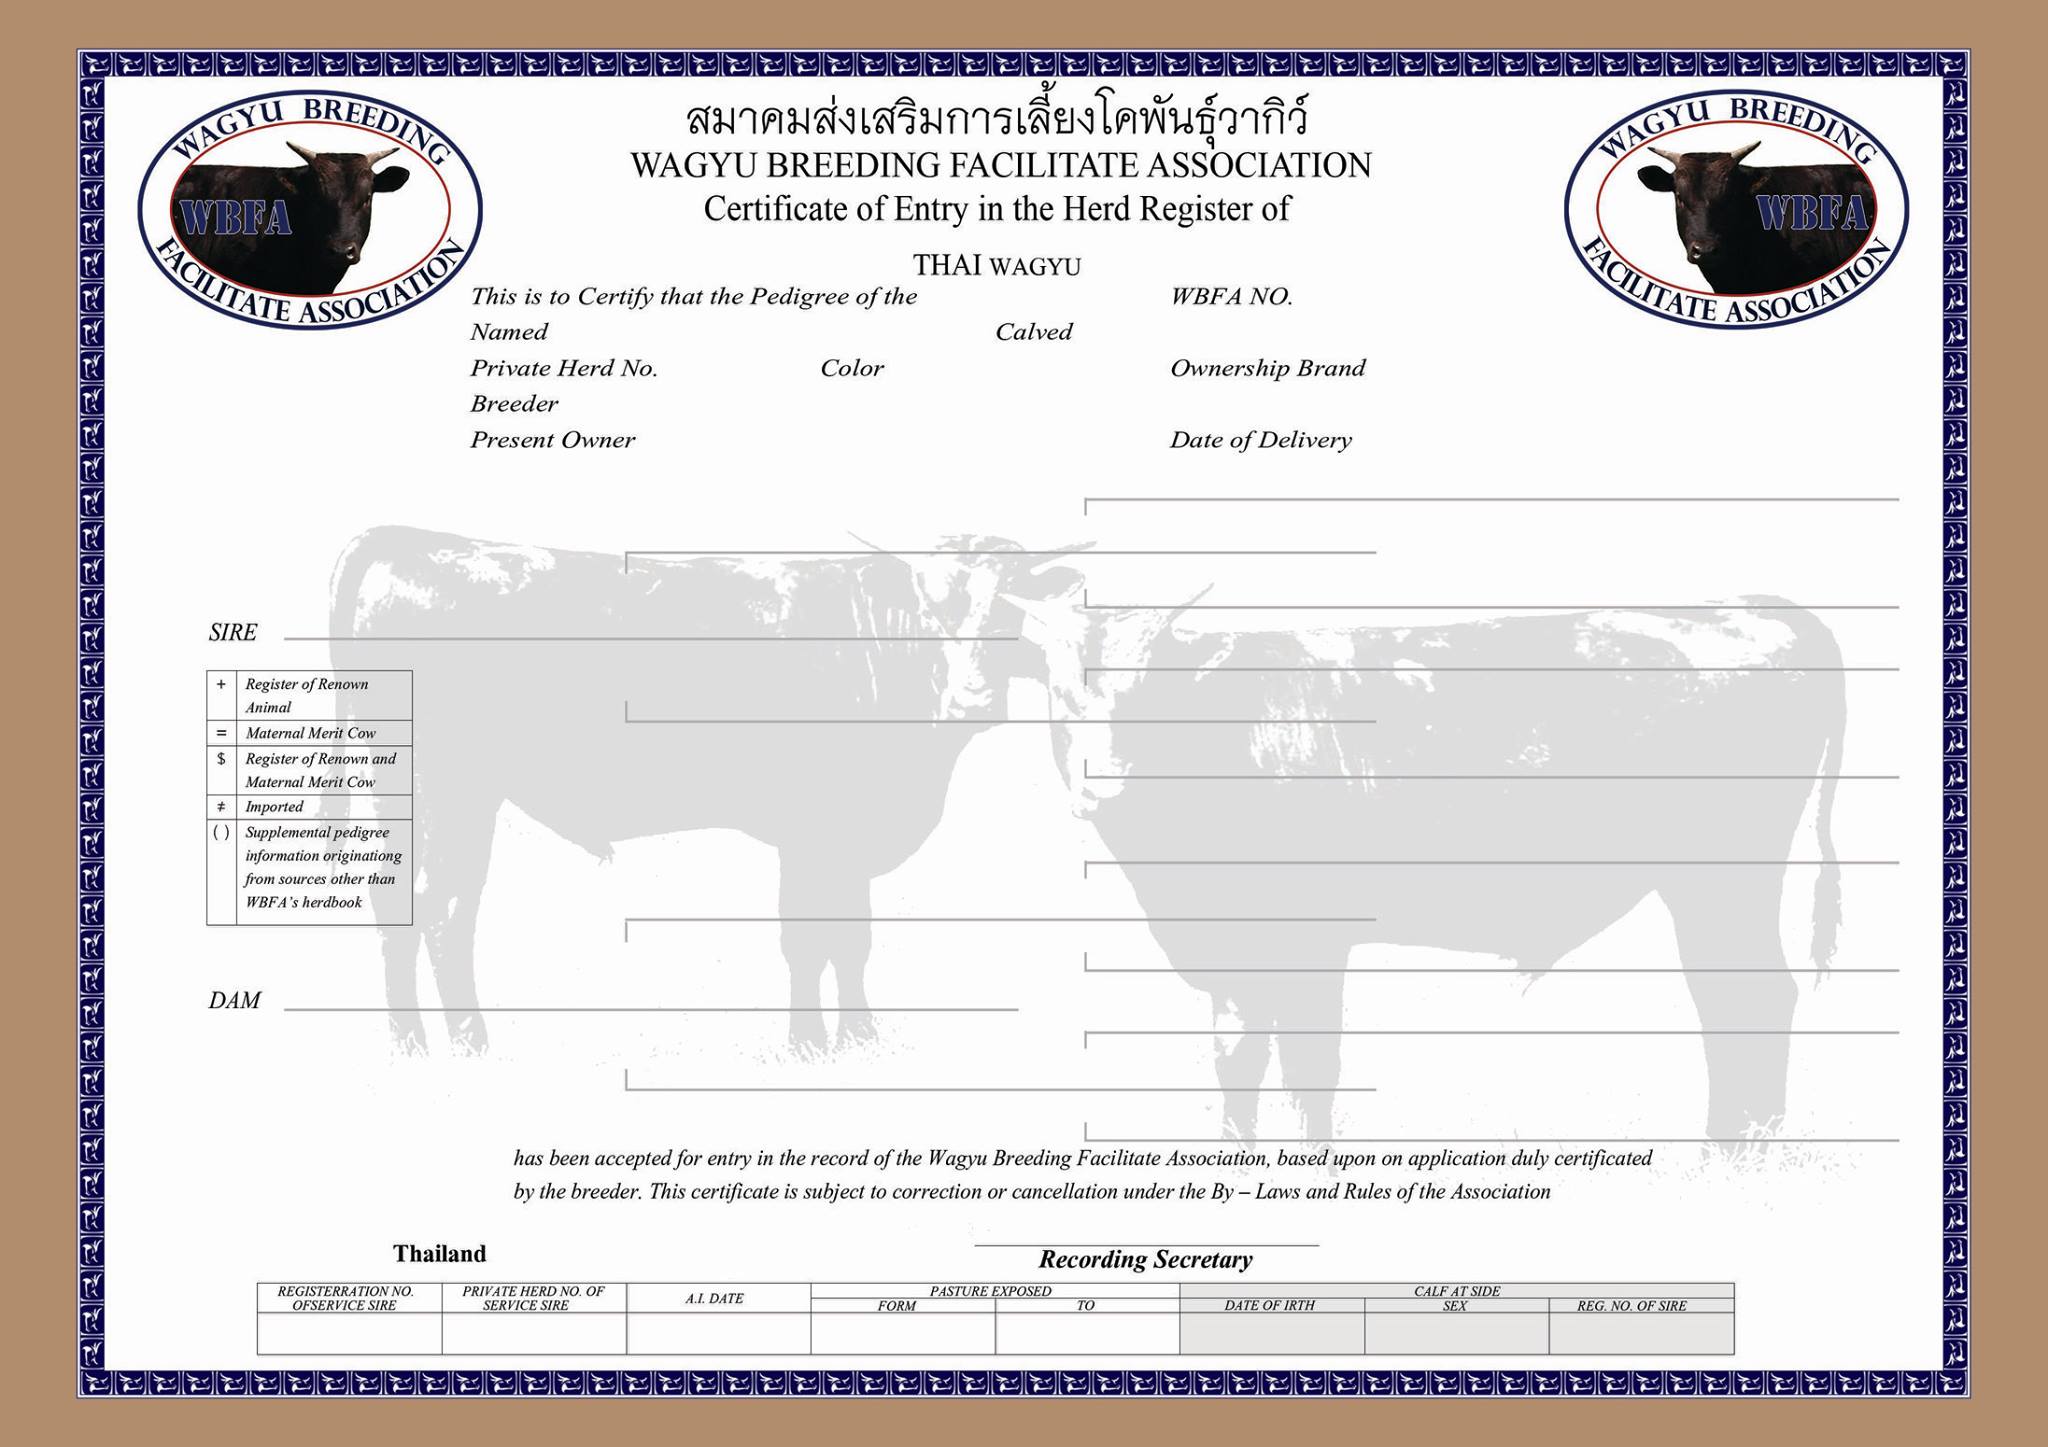 WAGYU BREEDING
WBFA
FACILITATE ASSOCIATION
สมาคมส่งเสริมการเลี้ยงโคพันธุ์วากิว์
WAGYU BREEDING FACILITATE ASSOCIATION
Certificate of Entry in the Herd Register of
THAI WAGYU
WAGYU BREEDING
WBFA
FACILITATE ASSOCIATION
This is to Certify that the Pedigree of the WBFA NO.
Named Calved
Private Herd No. Color Ownership Brand
Breeder
Present Owner Date of Delivery
SIRE
+ Register of Renown
Animal
= Maternal Merit Cow
$ Register of Renown and
Maternal Merit Cow
≠ Imported
( ) Supplemental pedigree
information originationg
from sources other than
WBFA's herdbook
DAM
has been accepted for entry in the record of the Wagyu Breeding Facilitate Association, based upon on application duly certificated
by the breeder. This certificate is subject to correction or cancellation under the By – Laws and Rules of the Association
Thailand
Recording Secretary
REGISTERRATION NO.
OFSERVICE SIRE
PRIVATE HERD NO. OF
SERVICE SIRE
A.I. DATE
PASTURE EXPOSED
FORM TO
CALF AT SIDE
DATE OF IRTH SEX REG. NO. OF SIRE